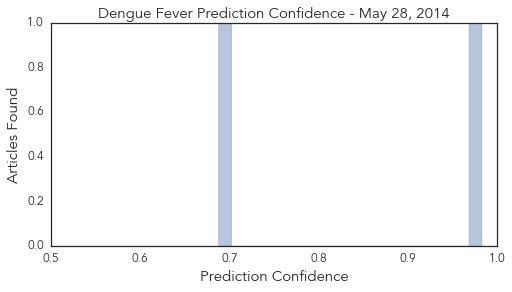 Dengue Fever Prediction Confidence - May 28, 2014
1.0
0.8
0.6
0.4
0.2
0.0
Articles Found
0.5 0.6 0.7 0.8 0.9 1.0
Prediction Confidence